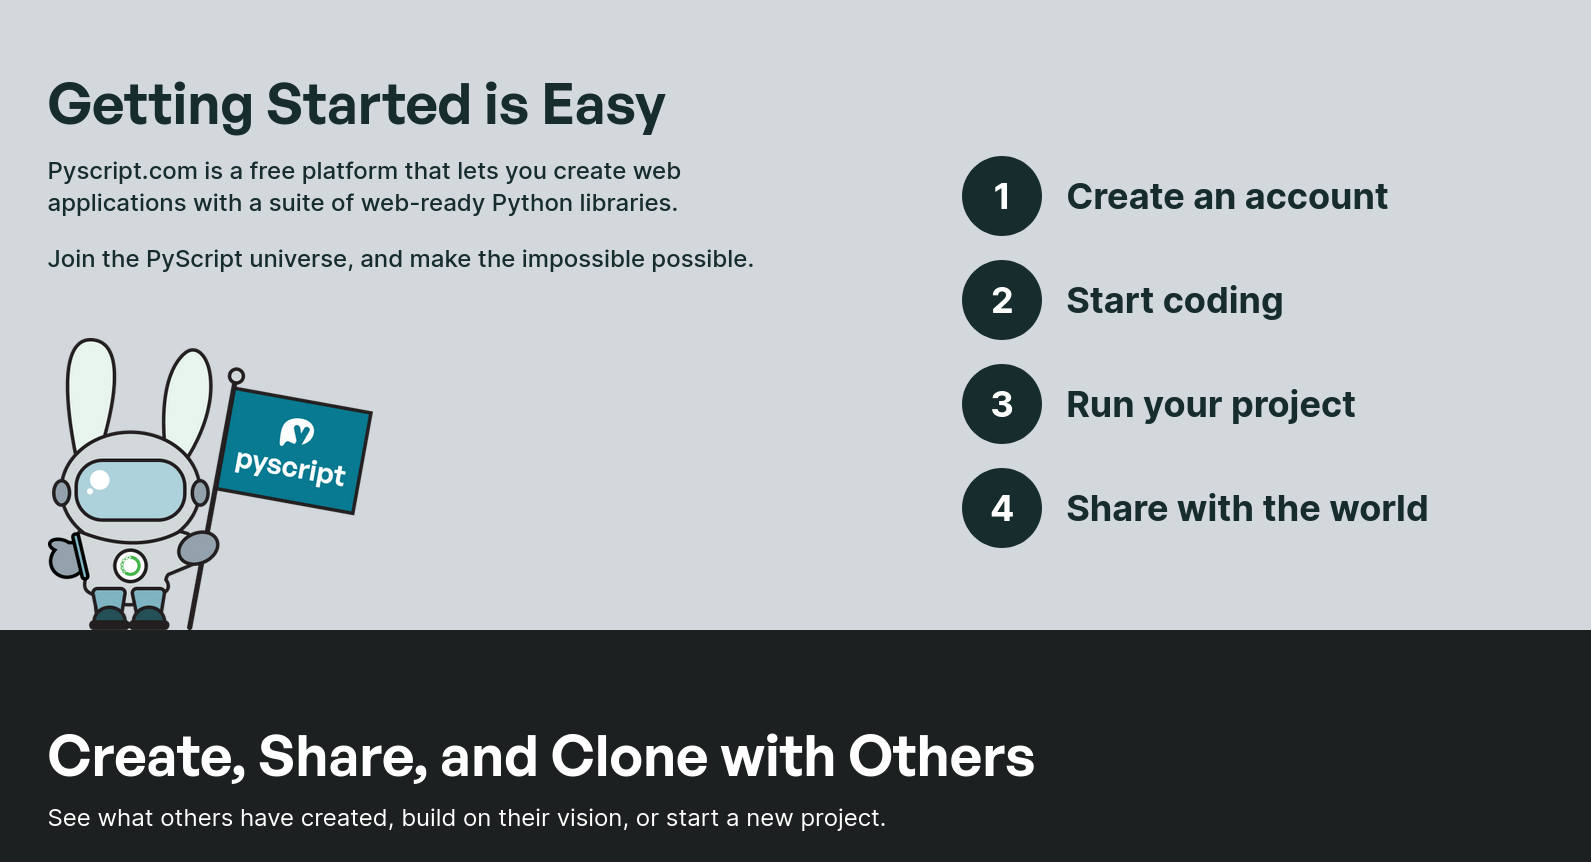 Getting Started is Easy
Pyscript.com is a free platform that lets you create web
applications with a suite of web-ready Python libraries.
Join the PyScript universe, and make the impossible possible.
pyscript
1 Create an account
2 Start coding
3 Run your project
4 Share with the world
Create, Share, and Clone with Others
See what others have created, build on their vision, or start a new project.